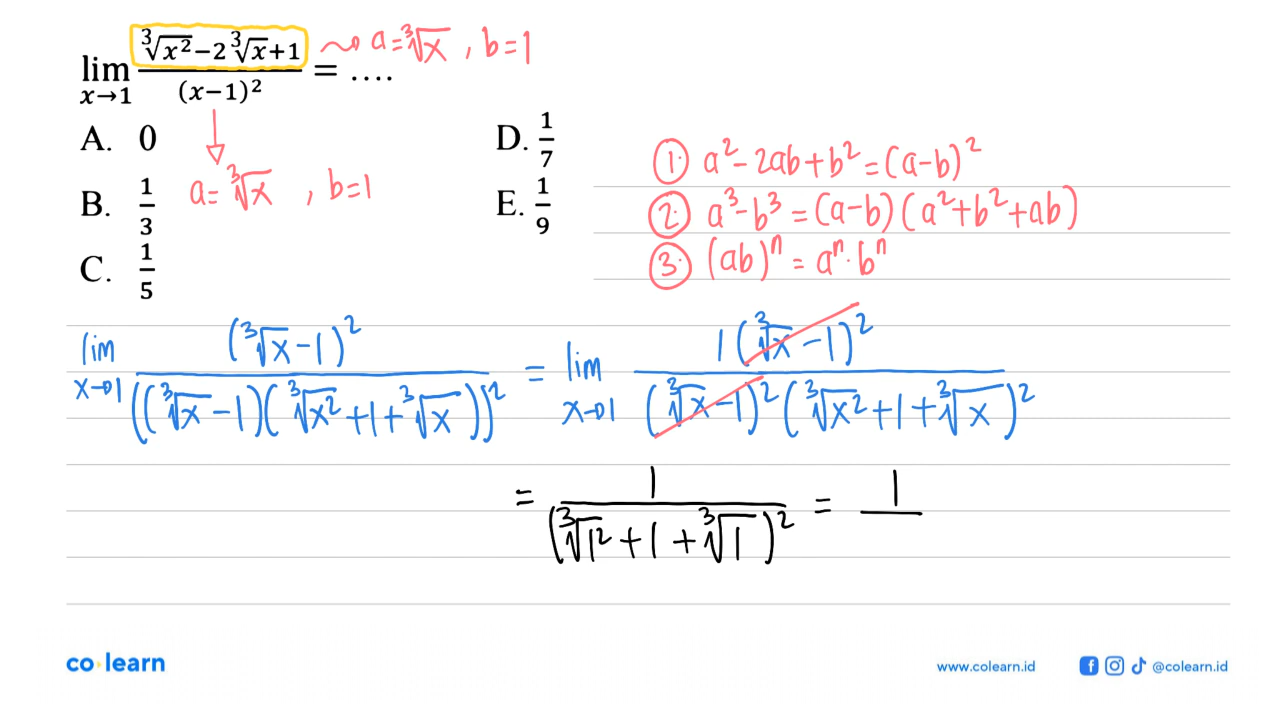 lim x→1 (∛x² − 2∛x + 1)/(x−1)² = .... ⤳ a = ∛x , b = 1
A. 0
a = ∛x , b = 1
B. 1/3
C. 1/5
D. 1/7
E. 1/9
① a² − 2ab + b² = (a−b)²
② a³ − b³ = (a−b)(a² + b² + ab)
③ (ab)ⁿ = aⁿ · bⁿ
lim x→1 (∛x − 1)² / ((∛x − 1)(∛x² + 1 + ∛x))² = lim x→1 1(∛x − 1)² / (∛x − 1)²(∛x² + 1 + ∛x)²
= 1/(∛1² + 1 + ∛1)² = 1/
co learn
www.colearn.id @colearn.id